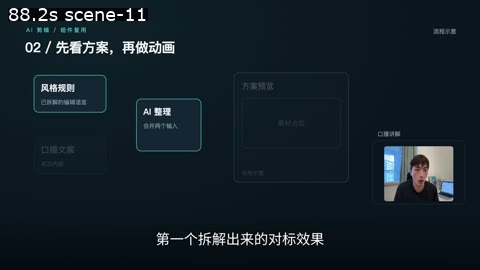 88.2s scene-11
AI 剪辑 / 组件复用
流程示意
02 / 先看方案，再做动画
风格规则
已拆解的编辑语言
AI 整理
合并两个输入
方案预览
素材占位
口播文案
本次内容
口播讲解
第一个拆解出来的对标效果